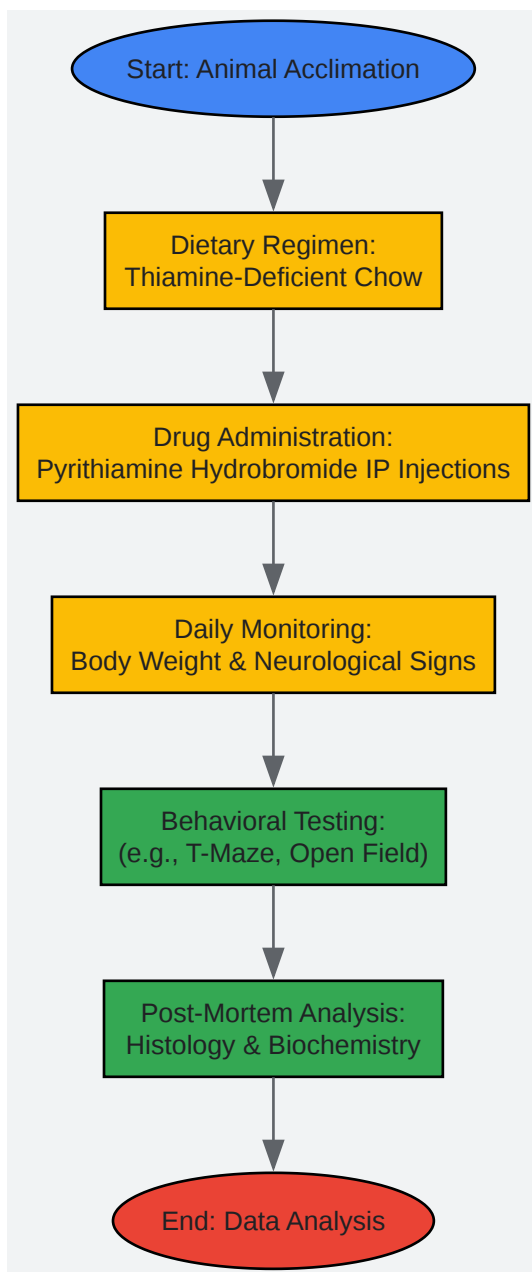 Start: Animal Acclimation
Dietary Regimen:
Thiamine-Deficient Chow
Drug Administration:
Pyrithiamine Hydrobromide IP Injections
Daily Monitoring:
Body Weight & Neurological Signs
Behavioral Testing:
(e.g., T-Maze, Open Field)
Post-Mortem Analysis:
Histology & Biochemistry
End: Data Analysis